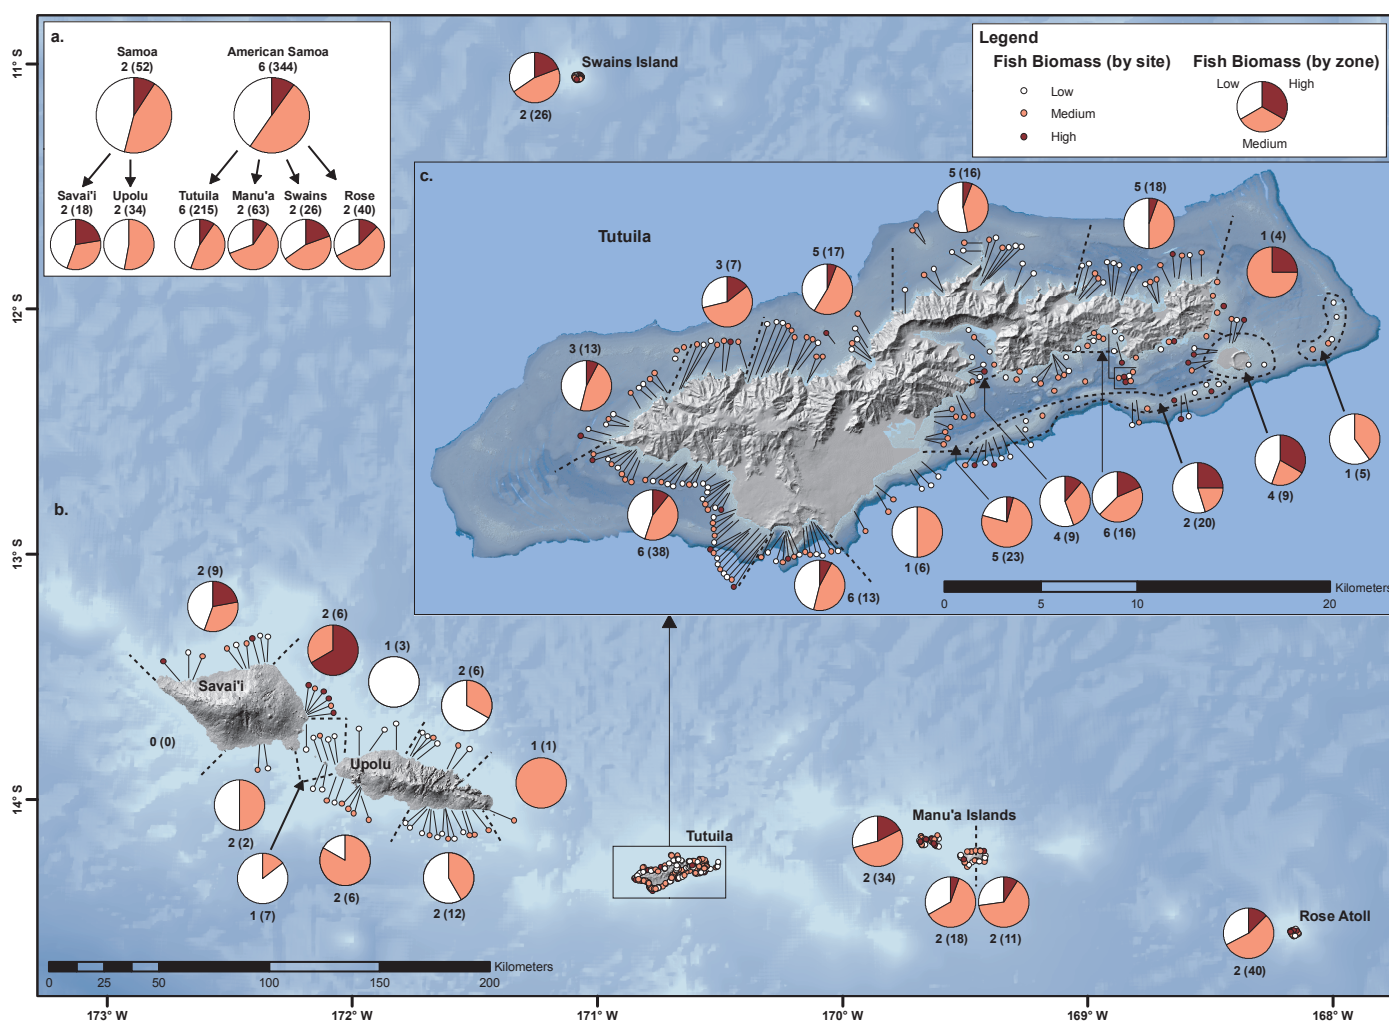 a.
Samoa
2 (52)
American Samoa
6 (344)
Savai'i
2 (18)
Upolu
2 (34)
Tutuila
6 (215)
Manu'a
2 (63)
Swains
2 (26)
Rose
2 (40)
Swains Island
2 (26)
Legend
Fish Biomass (by site)
Low
Medium
High
Fish Biomass (by zone)
Low
High
Medium
c.
Tutuila
5 (16)
5 (18)
1 (4)
5 (17)
3 (7)
3 (13)
1 (5)
4 (9)
2 (20)
6 (16)
4 (9)
5 (23)
1 (6)
6 (13)
6 (38)
0
5
10
20
Kilometers
b.
2 (9)
2 (6)
1 (3)
2 (6)
Savai'i
0 (0)
Upolu
1 (1)
2 (2)
1 (7)
2 (6)
2 (12)
Tutuila
Manu'a Islands
2 (34)
2 (18)
2 (11)
Rose Atoll
2 (40)
0
25
50
100
150
200
Kilometers
11° S
12° S
13° S
14° S
173° W
172° W
171° W
170° W
169° W
168° W